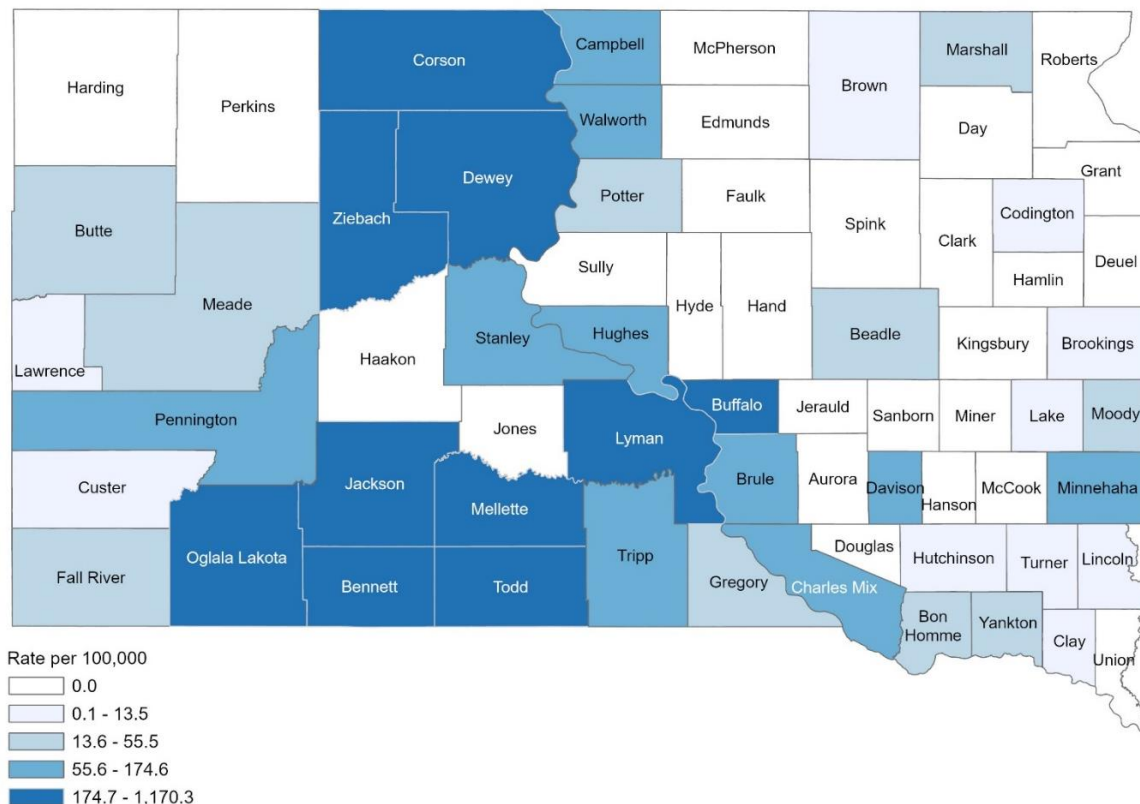 Corson
Campbell
McPherson
Marshall
Roberts
Harding
Perkins
Brown
Walworth
Edmunds
Day
Dewey
Grant
Ziebach
Potter
Faulk
Codington
Butte
Spink
Clark
Deuel
Sully
Hamlin
Meade
Hyde
Hand
Stanley
Hughes
Beadle
Kingsbury
Brookings
Haakon
Lawrence
Buffalo
Jerauld
Sanborn
Miner
Lake
Moody
Pennington
Jones
Lyman
Jackson
Brule
Aurora
Davison
Hanson
McCook
Minnehaha
Custer
Mellette
Oglala Lakota
Tripp
Douglas
Hutchinson
Turner
Lincoln
Fall River
Bennett
Todd
Gregory
Charles Mix
Bon
Homme
Yankton
Clay
Union
Rate per 100,000
0.0
0.1 - 13.5
13.6 - 55.5
55.6 - 174.6
174.7 - 1,170.3